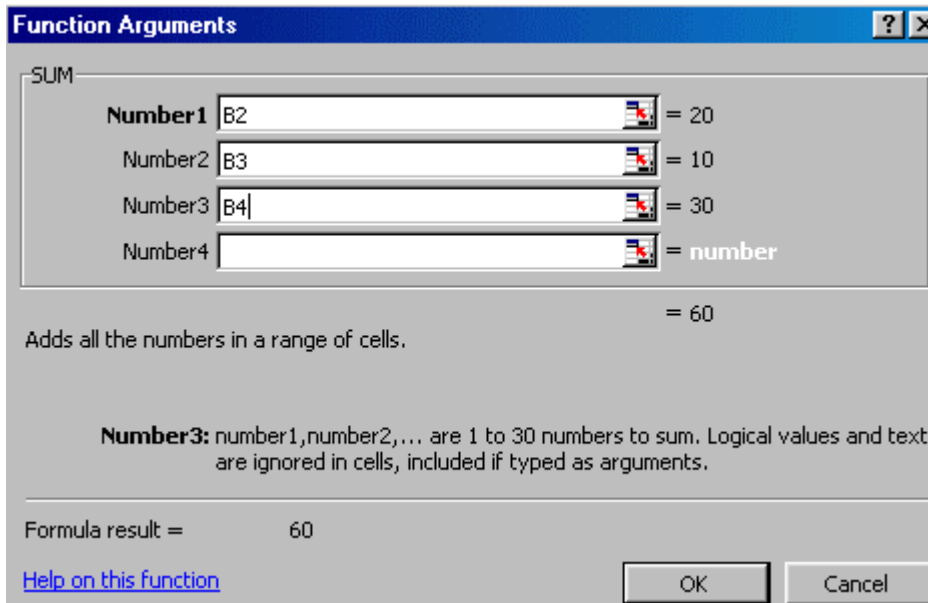 Function Arguments
SUM
Number1 B2 = 20
Number2 B3 = 10
Number3 B4 = 30
Number4 = number
= 60
Adds all the numbers in a range of cells.
Number3: number1,number2,... are 1 to 30 numbers to sum. Logical values and text
are ignored in cells, included if typed as arguments.
Formula result = 60
Help on this function OK Cancel